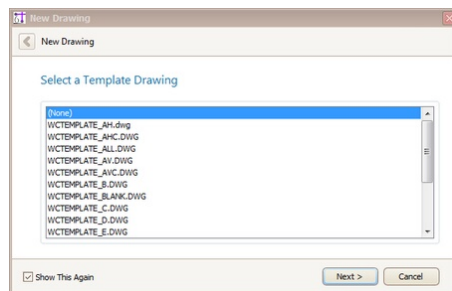 New Drawing
New Drawing
Select a Template Drawing
(None)
WCTEMPLATE_AH.dwg
WCTEMPLATE_AHC.DWG
WCTEMPLATE_ALL.DWG
WCTEMPLATE_AV.DWG
WCTEMPLATE_AVC.DWG
WCTEMPLATE_B.DWG
WCTEMPLATE_BLANK.DWG
WCTEMPLATE_C.DWG
WCTEMPLATE_D.DWG
WCTEMPLATE_E.DWG
Show This Again
Next >
Cancel